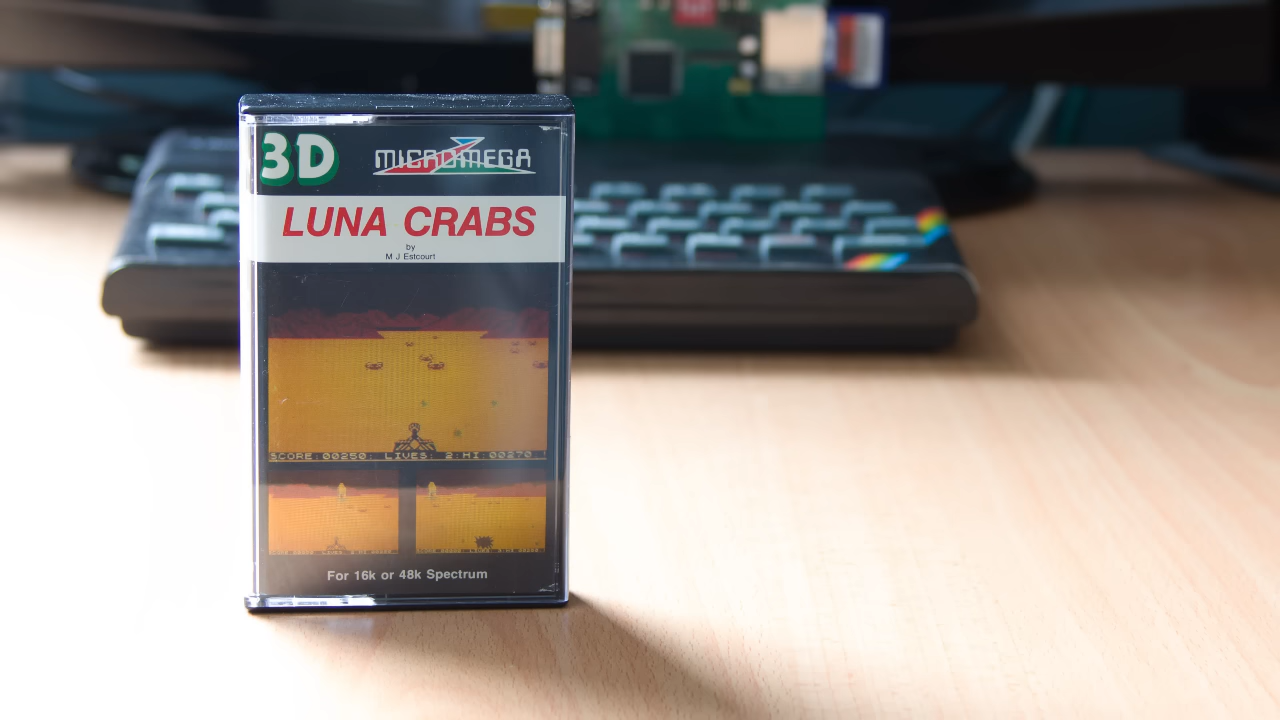 3D MICROMEGA
LUNA CRABS
by
M J Estcourt
SCORE:00250: LIVES: 2:HI:00270
For 16k or 48k Spectrum